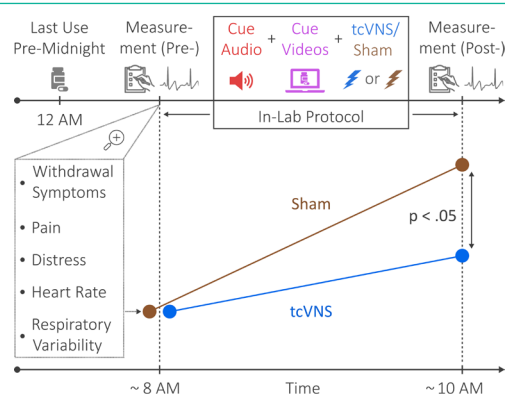 Last Use
Pre-Midnight
Measure-
ment (Pre-)
Cue
Audio
+
Cue
Videos
+
tcVNS/
Sham
or
Measure-
ment (Post-)
12 AM
In-Lab Protocol
• Withdrawal
Symptoms
• Pain
• Distress
• Heart Rate
• Respiratory
Variability
Sham
p < .05
tcVNS
~ 8 AM
Time
~ 10 AM